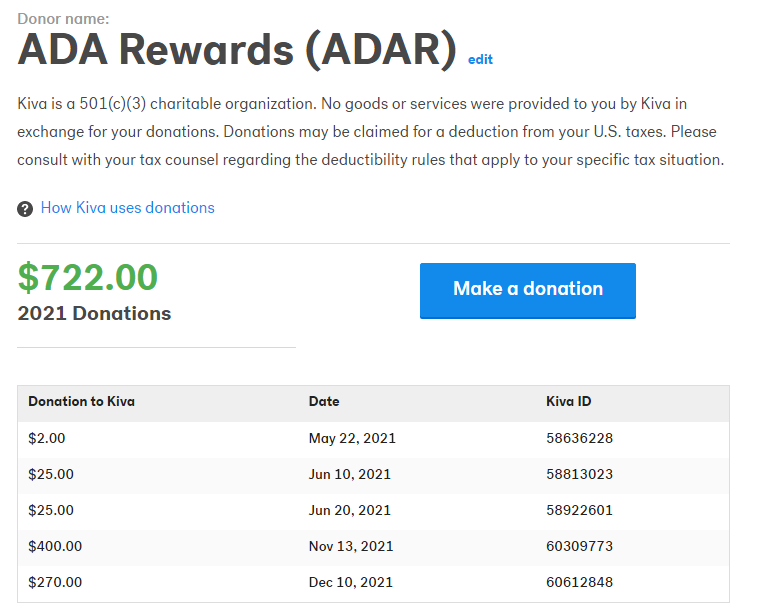 Donor name:
ADA Rewards (ADAR) edit
Kiva is a 501(c)(3) charitable organization. No goods or services were provided to you by Kiva in
exchange for your donations. Donations may be claimed for a deduction from your U.S. taxes. Please
consult with your tax counsel regarding the deductibility rules that apply to your specific tax situation.
? How Kiva uses donations
$722.00
2021 Donations
Make a donation
Donation to Kiva Date Kiva ID
$2.00 May 22, 2021 58636228
$25.00 Jun 10, 2021 58813023
$25.00 Jun 20, 2021 58922601
$400.00 Nov 13, 2021 60309773
$270.00 Dec 10, 2021 60612848